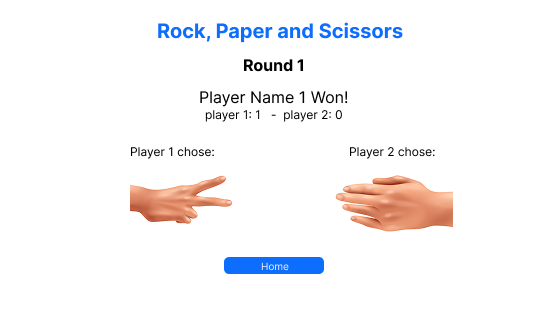 Rock, Paper and Scissors
Round 1
Player Name 1 Won!
player 1: 1 - player 2: 0
Player 1 chose: Player 2 chose:
Home